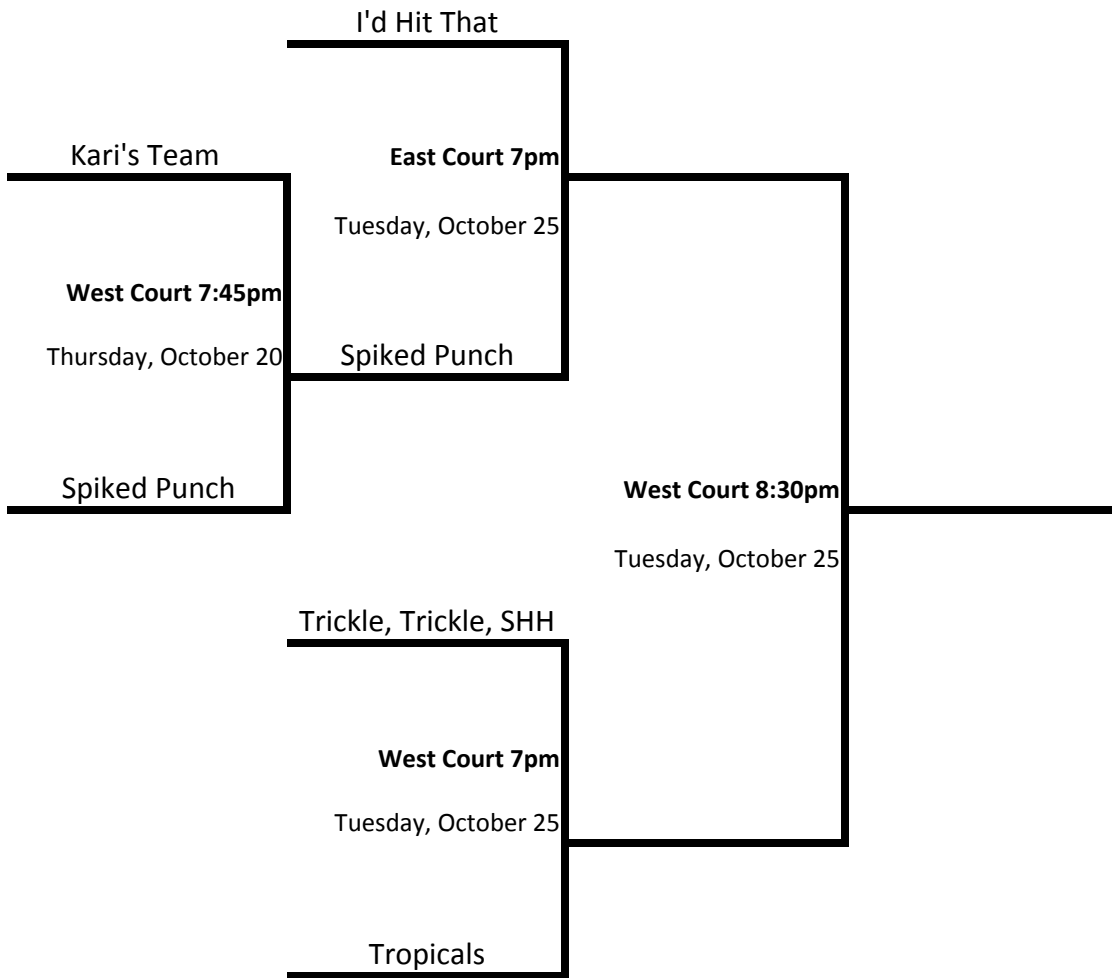 I'd Hit That
Kari's Team
East Court 7pm
Tuesday, October 25
West Court 7:45pm
Thursday, October 20
Spiked Punch
Spiked Punch
West Court 8:30pm
Tuesday, October 25
Trickle, Trickle, SHH
West Court 7pm
Tuesday, October 25
Tropicals